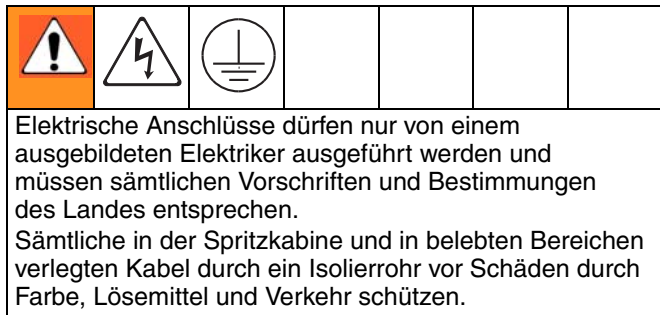 Elektrische Anschlüsse dürfen nur von einem
ausgebildeten Elektriker ausgeführt werden und
müssen sämtlichen Vorschriften und Bestimmungen
des Landes entsprechen.
Sämtliche in der Spritzkabine und in belebten Bereichen
verlegten Kabel durch ein Isolierrohr vor Schäden durch
Farbe, Lösemittel und Verkehr schützen.